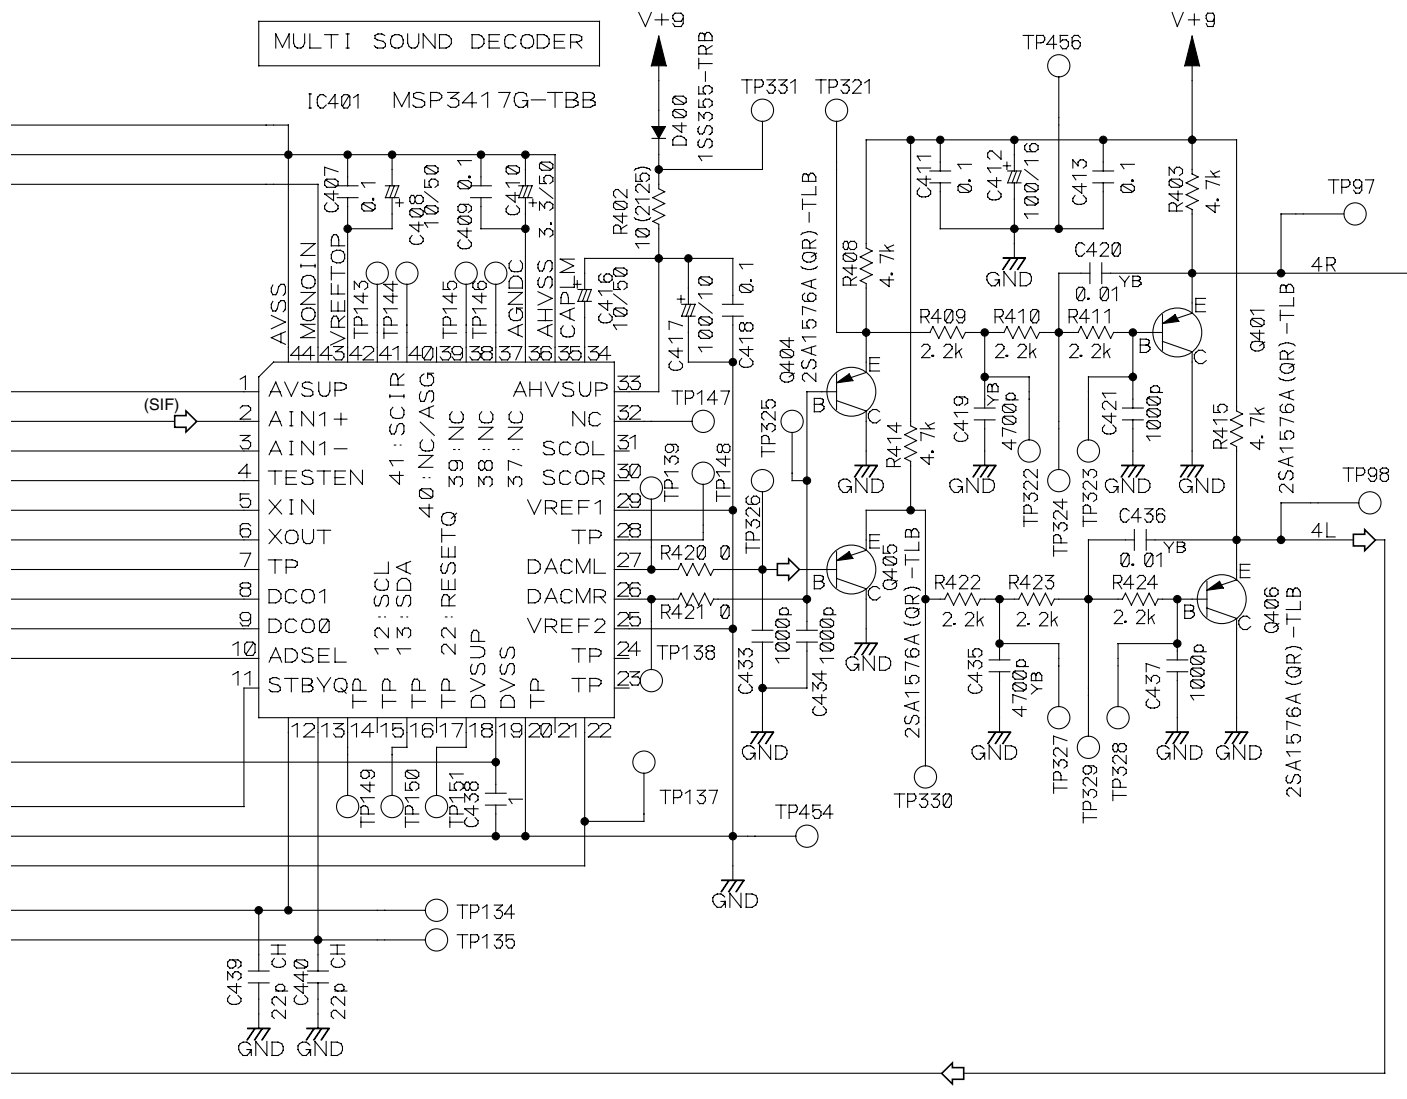 MULTI SOUND DECODER
IC401 MSP3417G-TBB
V+9
D400
1SS355-TRB
TP331
TP321
TP456
V+9
C407
0.1
C408
10/50
C409 0.1
C410
3.3/50
R402
10(2125)
C416
10/50
C417
100/10
0.1
C418
R408
4.7k
Q404
2SA1576A(QR)-TLB
C411
0.1
C412
100/16
C413
0.1
R403
4.7k
TP97
GND
C420
YB
0.01
4R
R409
2.2k
R410
2.2k
R411
2.2k
B
E
C
Q401
2SA1576A(QR)-TLB
AVSS
MONOIN
VREFTOP
TP143
TP144
TP145
TP146
AGNDC
AHVSS
CAPLM
44
43
42
41
40
39
38
37
36
35
34
1 AVSUP
(SIF)
2 AIN1+
3 AIN1-
4 TESTEN
5 XIN
6 XOUT
7 TP
8 DCO1
9 DCO0
10 ADSEL
11 STBYQ
41:SCIR
40:NC/ASG
39:NC
38:NC
37:NC
12:SCL
13:SDA
22:RESETQ
AHVSUP 33
NC 32
SCOL 31
SCOR 30
VREF1 29
TP 28
DACML 27
DACMR 26
VREF2 25
TP 24
TP 23
TP
TP
TP
TP
DVSUP
DVSS
TP
12
13
14
15
16
17
18
19
20
21
22
TP147
TP139
TP148
TP325
TP326
B
E
C
GND
R414
4.7k
C419
YB
4700p
GND
TP322
TP324
TP323
C421
1000p
GND
GND
R415
4.7k
TP98
R420 0
R421 0
TP138
C433
1000p
1000p
C434
GND
B
E
C
GND
Q405
2SA1576A(QR)-TLB
TP330
C436
YB
0.01
4L
R422
2.2k
R423
2.2k
R424
2.2k
B
E
C
Q406
2SA1576A(QR)-TLB
C435
4700p
YB
GND
TP327
TP329
TP328
C437
1000p
GND
GND
TP149
TP150
TP151
C438
1
TP137
TP454
GND
TP134
TP135
C439
22p CH
C440
22p CH
GND
GND